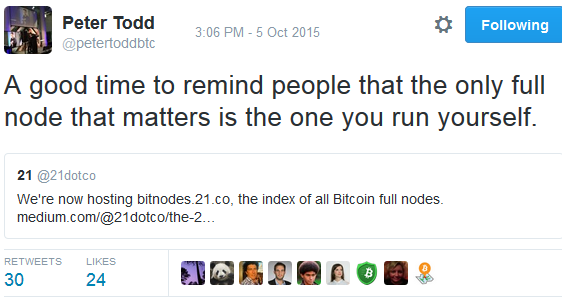 Peter Todd
@petertoddbtc
3:06 PM - 5 Oct 2015
Following
A good time to remind people that the only full
node that matters is the one you run yourself.
21 @21dotco
We're now hosting bitnodes.21.co, the index of all Bitcoin full nodes.
medium.com/@21dotco/the-2…
RETWEETS LIKES
30 24